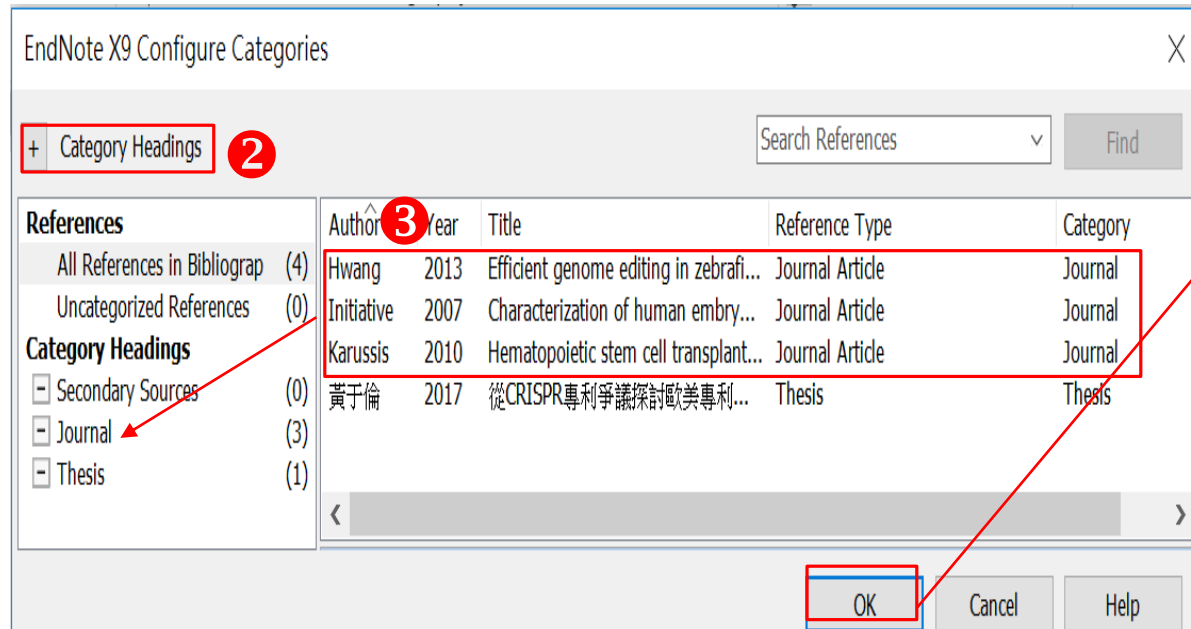 EndNote X9 Configure Categories
+ Category Headings 2 Search References Find
References
All References in Bibliograp (4)
Uncategorized References (0)
Category Headings
Secondary Sources (0)
Journal (3)
Thesis (1)
Author 3 Year Title Reference Type Category
Hwang 2013 Efficient genome editing in zebrafi... Journal Article Journal
Initiative 2007 Characterization of human embry... Journal Article Journal
Karussis 2010 Hematopoietic stem cell transplant... Journal Article Journal
黃于倫 2017 從CRISPR專利爭議探討歐美專利... Thesis Thesis
OK Cancel Help